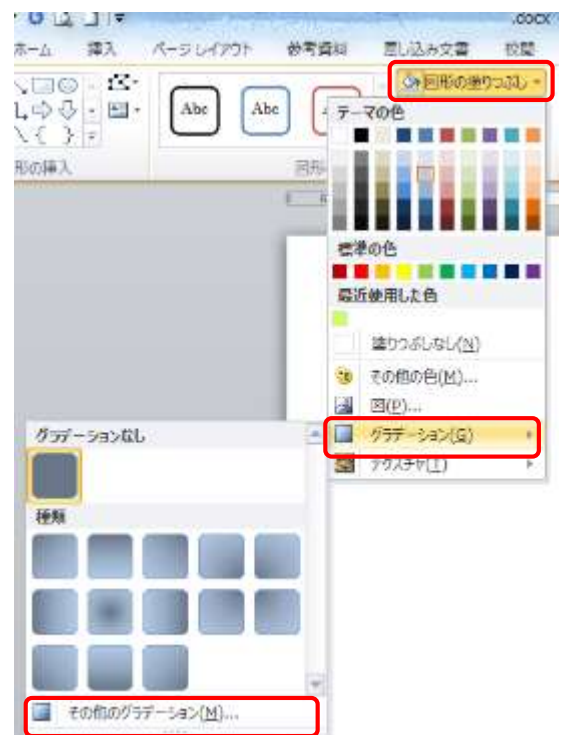 .docx
ホーム 挿入 ページ レイアウト 参考資料 差し込み文書 校閲
図形の塗りつぶし
Abc Abc
テーマの色
形の挿入
図形
標準の色
最近使用した色
塗りつぶしなし(N)
その他の色(M)...
図(P)...
グラデーション(G)
テクスチャ(T)
グラデーションなし
種類
その他のグラデーション(M)...